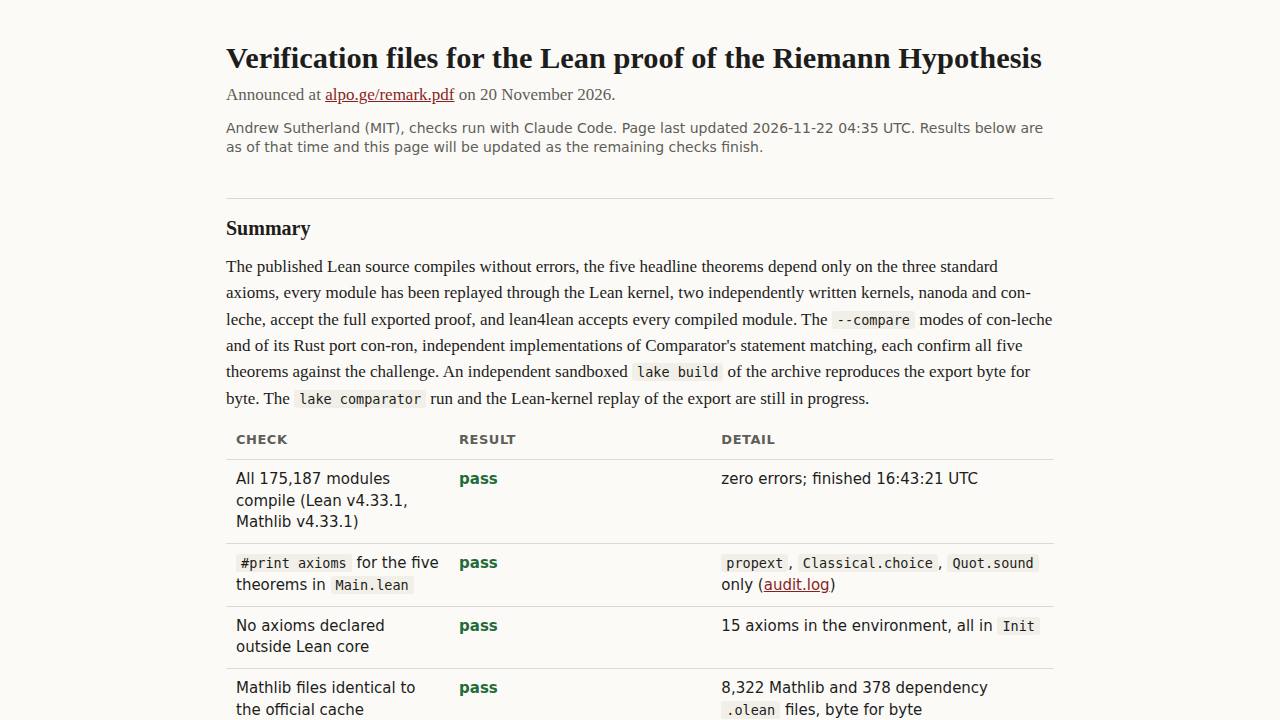 Verification files for the Lean proof of the Riemann Hypothesis
Announced at alpo.ge/remark.pdf on 20 November 2026.
Andrew Sutherland (MIT), checks run with Claude Code. Page last updated 2026-11-22 04:35 UTC. Results below are
as of that time and this page will be updated as the remaining checks finish.
Summary
The published Lean source compiles without errors, the five headline theorems depend only on the three standard
axioms, every module has been replayed through the Lean kernel, two independently written kernels, nanoda and con-
leche, accept the full exported proof, and lean4lean accepts every compiled module. The --compare modes of con-leche
and of its Rust port con-ron, independent implementations of Comparator's statement matching, each confirm all five
theorems against the challenge. An independent sandboxed lake build of the archive reproduces the export byte for
byte. The lake comparator run and the Lean-kernel replay of the export are still in progress.
CHECK RESULT DETAIL
All 175,187 modules pass zero errors; finished 16:43:21 UTC
compile (Lean v4.33.1,
Mathlib v4.33.1)
#print axioms for the five pass propext, Classical.choice, Quot.sound
theorems in Main.lean only (audit.log)
No axioms declared pass 15 axioms in the environment, all in Init
outside Lean core
Mathlib files identical to pass 8,322 Mathlib and 378 dependency
the official cache .olean files, byte for byte